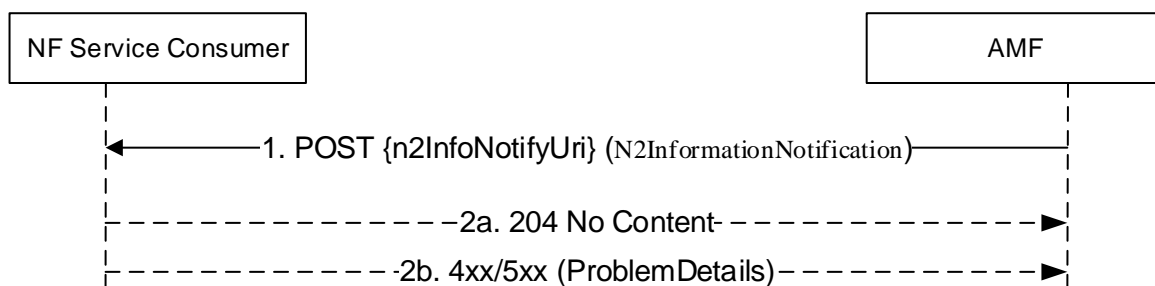 NF Service Consumer
AMF
1. POST {n2InfoNotifyUri} (N2InformationNotification)
2a. 204 No Content
2b. 4xx/5xx (ProblemDetails)